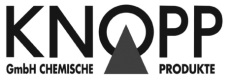 KNOPP
GmbH CHEMISCHE PRODUKTE